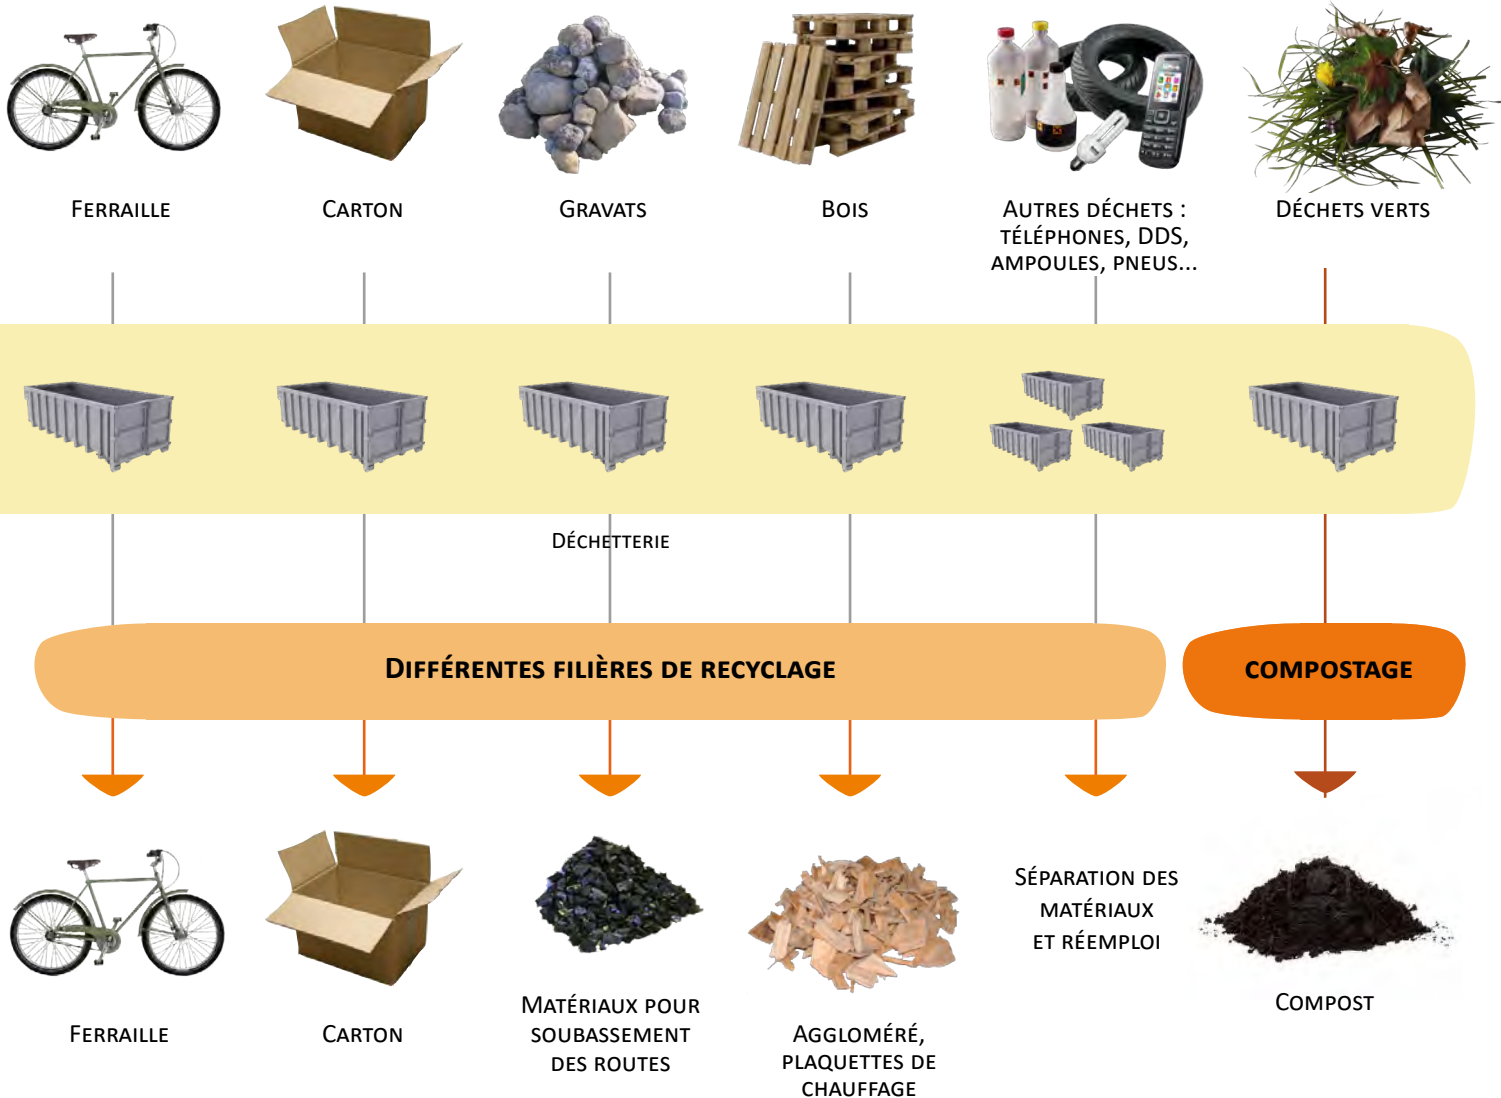 Ferraille
Carton
Gravats
Bois
Autres déchets :
téléphones, DDS,
ampoules, pneus...
Déchets verts
Déchetterie
Différentes filières de recyclage
compostage
Ferraille
Carton
Matériaux pour
soubassement
des routes
Aggloméré,
plaquettes de
chauffage
Séparation des
matériaux
et réemploi
Compost